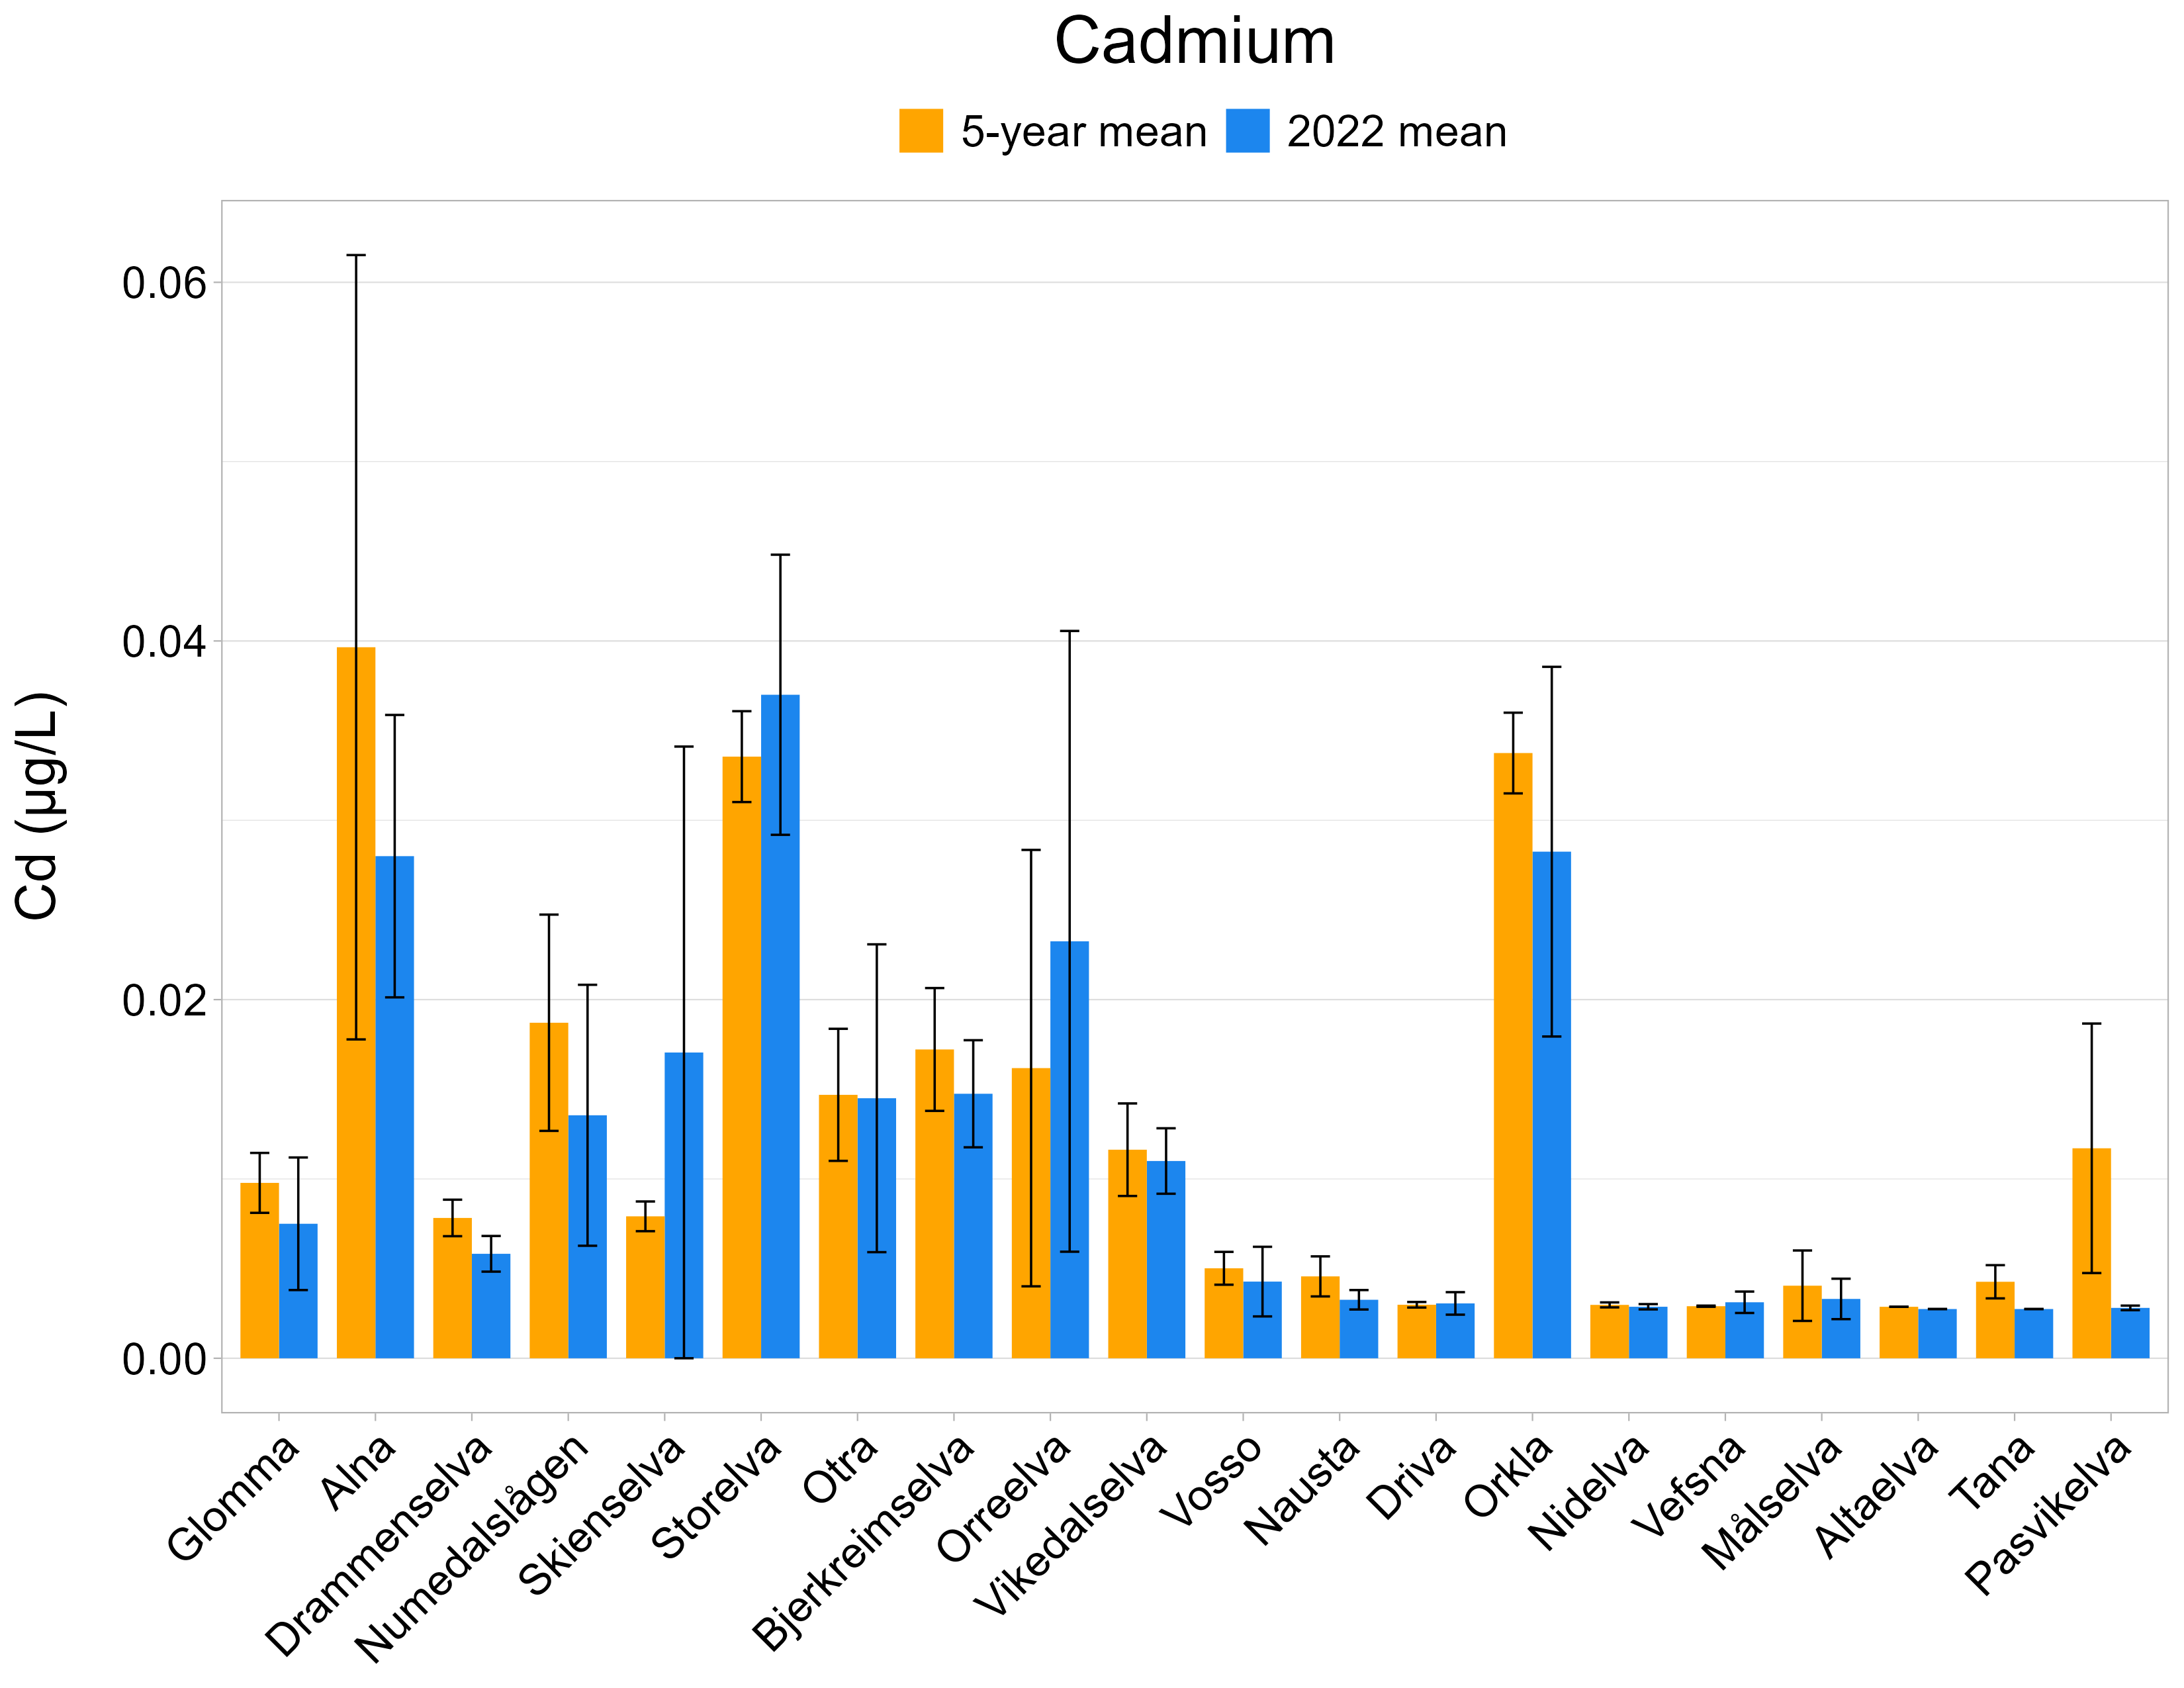 Cadmium
5-year mean 2022 mean
Cd (µg/L)
0.06
0.04
0.02
0.00
Glomma
Alna
Drammenselva
Numedalslågen
Skienselva
Storelva
Otra
Bjerkreimselva
Orreelva
Vikedalselva
Vosso
Nausta
Driva
Orkla
Nidelva
Vefsna
Målselva
Altaelva
Tana
Pasvikelva